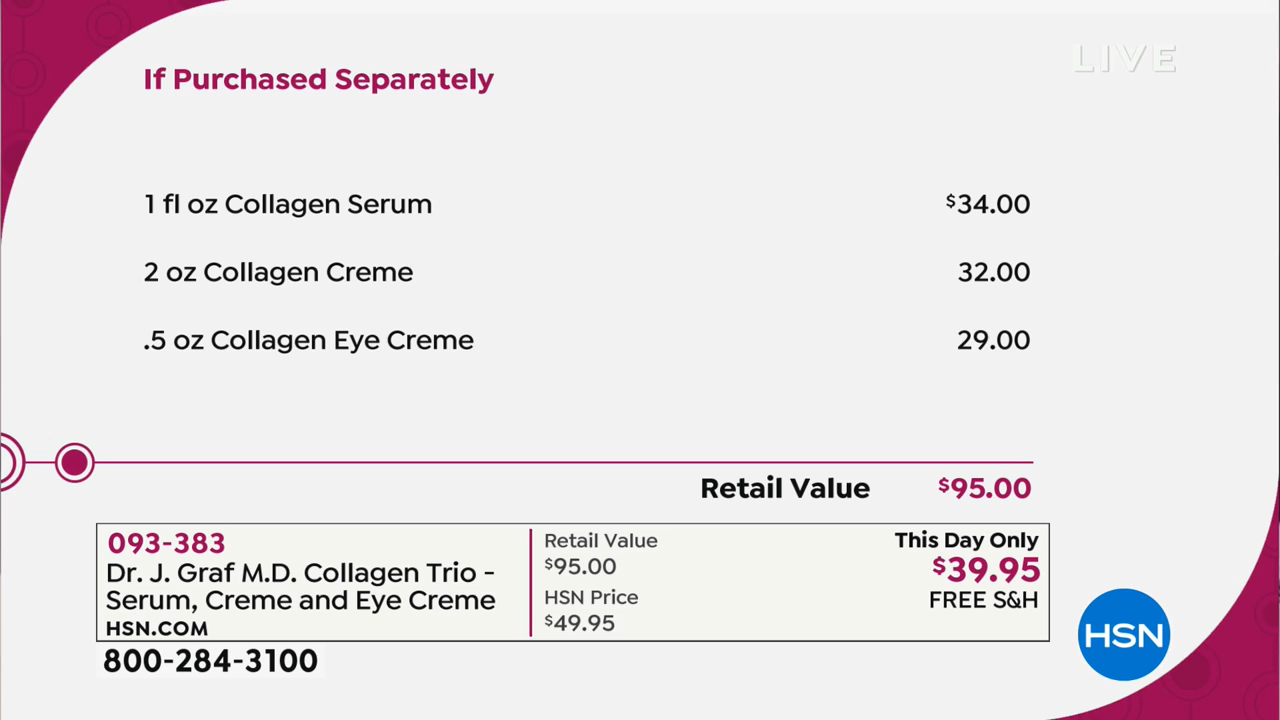 LIVE
If Purchased Separately
1 fl oz Collagen Serum $34.00
2 oz Collagen Creme 32.00
.5 oz Collagen Eye Creme 29.00
Retail Value $95.00
093-383
Dr. J. Graf M.D. Collagen Trio -
Serum, Creme and Eye Creme
HSN.COM
Retail Value
$95.00
HSN Price
$49.95
This Day Only
$39.95
FREE S&H
HSN
800-284-3100